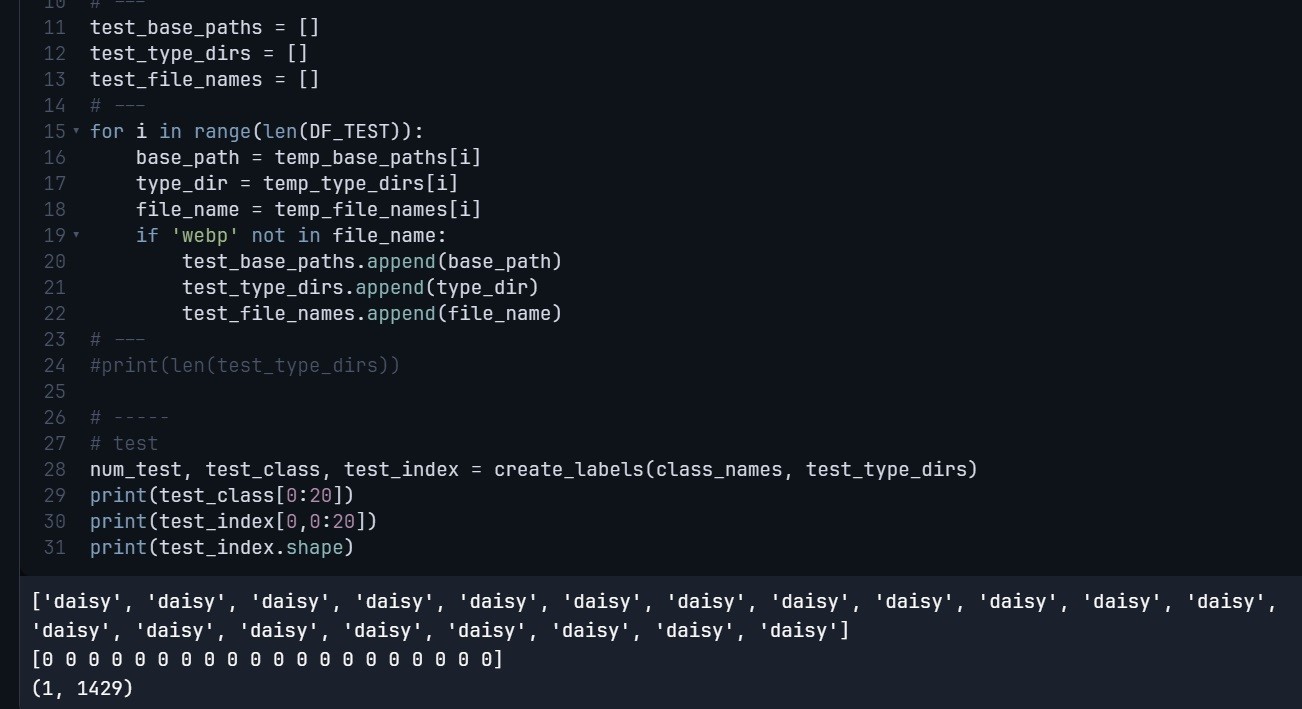 10 # ---
11 test_base_paths = []
12 test_type_dirs = []
13 test_file_names = []
14 # ---
15 for i in range(len(DF_TEST)):
16     base_path = temp_base_paths[i]
17     type_dir = temp_type_dirs[i]
18     file_name = temp_file_names[i]
19     if 'webp' not in file_name:
20         test_base_paths.append(base_path)
21         test_type_dirs.append(type_dir)
22         test_file_names.append(file_name)
23 # ---
24 #print(len(test_type_dirs))
25
26 # -----
27 # test
28 num_test, test_class, test_index = create_labels(class_names, test_type_dirs)
29 print(test_class[0:20])
30 print(test_index[0,0:20])
31 print(test_index.shape)
['daisy', 'daisy', 'daisy', 'daisy', 'daisy', 'daisy', 'daisy', 'daisy', 'daisy', 'daisy', 'daisy', 'daisy',
'daisy', 'daisy', 'daisy', 'daisy', 'daisy', 'daisy', 'daisy', 'daisy']
[0 0 0 0 0 0 0 0 0 0 0 0 0 0 0 0 0 0 0 0]
(1, 1429)